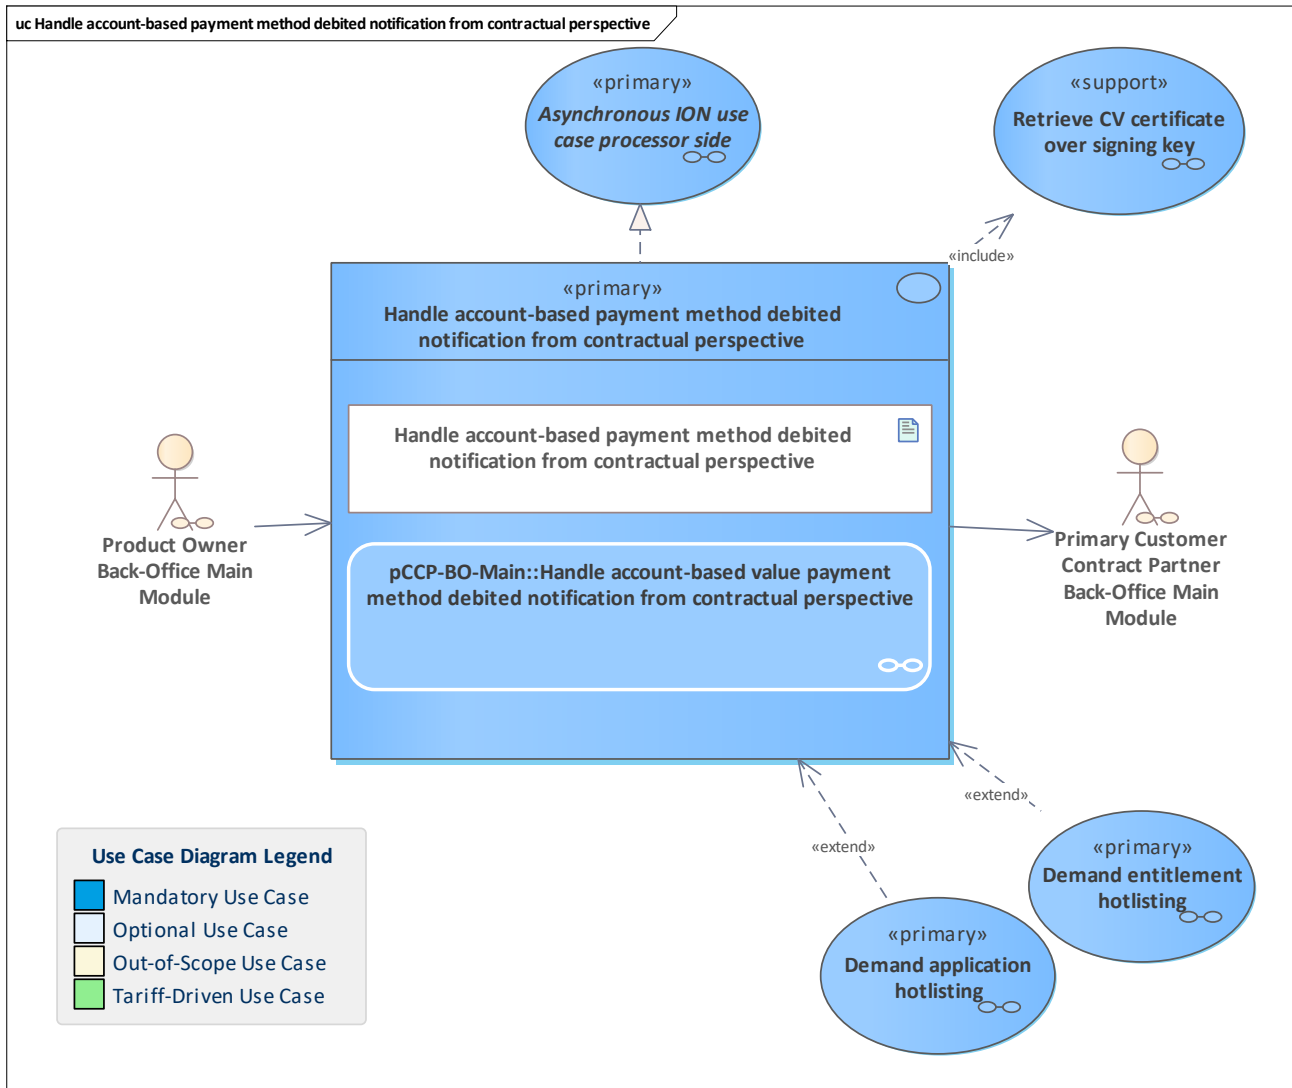 uc Handle account-based payment method debited notification from contractual perspective
«primary»
Asynchronous ION use
case processor side
«support»
Retrieve CV certificate
over signing key
«include»
«primary»
Handle account-based payment method debited
notification from contractual perspective
Handle account-based payment method debited
notification from contractual perspective
Product Owner
Back-Office Main
Module
Primary Customer
Contract Partner
Back-Office Main
Module
pCCP-BO-Main::Handle account-based value payment
method debited notification from contractual perspective
«extend»
«extend»
«primary»
Demand entitlement
hotlisting
«primary»
Demand application
hotlisting
Use Case Diagram Legend
Mandatory Use Case
Optional Use Case
Out-of-Scope Use Case
Tariff-Driven Use Case